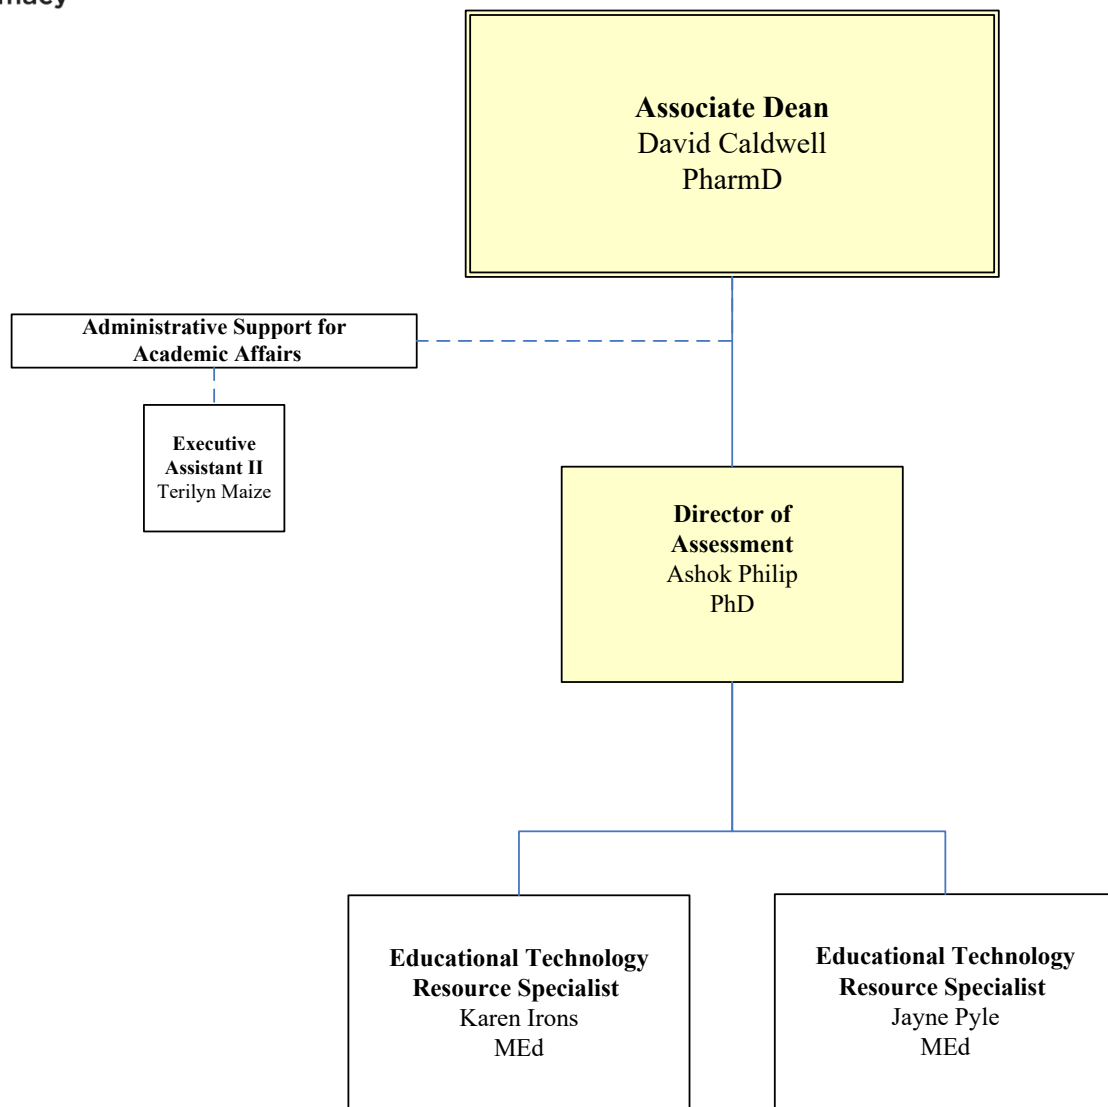 Associate Dean
David Caldwell
PharmD
Administrative Support for
Academic Affairs
Executive
Assistant II
Terilyn Maize
Director of
Assessment
Ashok Philip
PhD
Educational Technology
Resource Specialist
Karen Irons
MEd
Educational Technology
Resource Specialist
Jayne Pyle
MEd